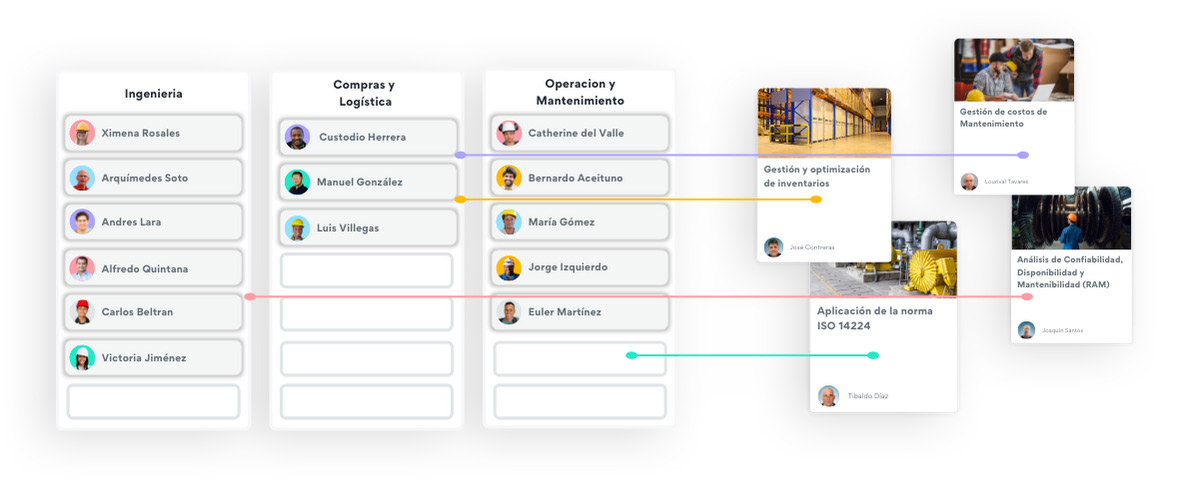 Ingenieria
Ximena Rosales
Arquímedes Soto
Andres Lara
Alfredo Quintana
Carlos Beltran
Victoria Jiménez
Compras y
Logística
Custodio Herrera
Manuel González
Luis Villegas
Operacion y
Mantenimiento
Catherine del Valle
Bernardo Aceituno
María Gómez
Jorge Izquierdo
Euler Martínez
Gestión y optimización
de inventarios
José Contreras
Aplicación de la norma
ISO 14224
Tibaldo Díaz
Gestión de costos de
Mantenimiento
Lourival Tavares
Análisis de Confiabilidad,
Disponibilidad y
Mantenibilidad (RAM)
Joaquín Santos